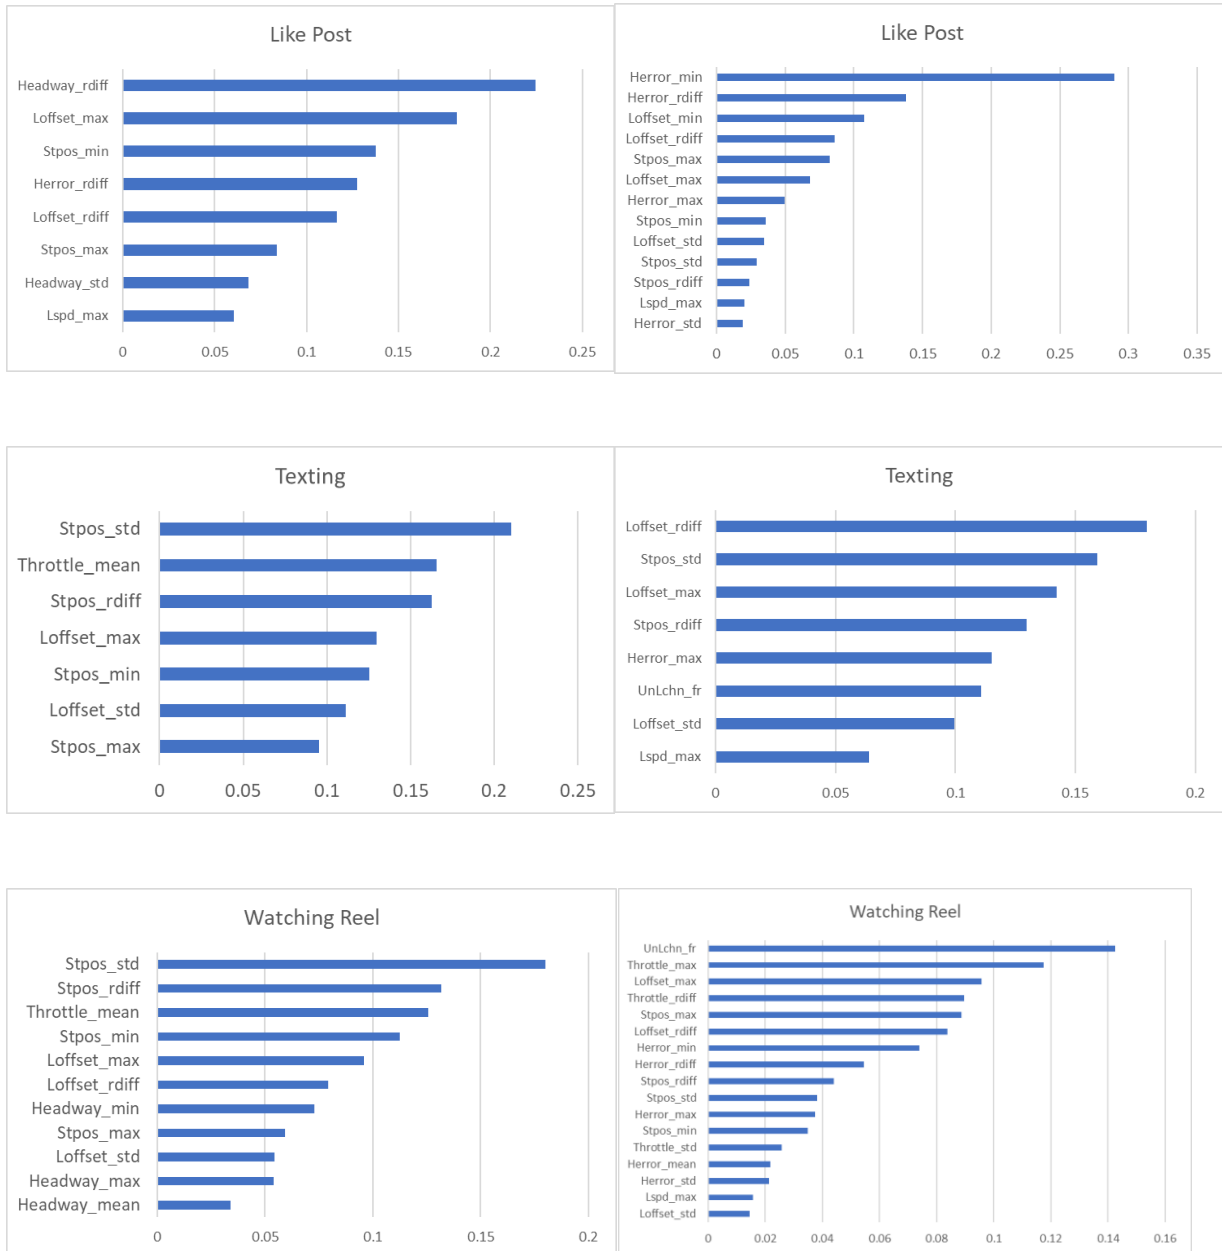 Like Post
Headway_rdiff
Loffset_max
Stpos_min
Herror_rdiff
Loffset_rdiff
Stpos_max
Headway_std
Lspd_max
0 0.05 0.1 0.15 0.2 0.25
Like Post
Herror_min
Herror_rdiff
Loffset_min
Loffset_rdiff
Stpos_max
Loffset_max
Herror_max
Stpos_min
Loffset_std
Stpos_std
Stpos_rdiff
Lspd_max
Herror_std
0 0.05 0.1 0.15 0.2 0.25 0.3 0.35
Texting
Stpos_std
Throttle_mean
Stpos_rdiff
Loffset_max
Stpos_min
Loffset_std
Stpos_max
0 0.05 0.1 0.15 0.2 0.25
Texting
Loffset_rdiff
Stpos_std
Loffset_max
Stpos_rdiff
Herror_max
UnLchn_fr
Loffset_std
Lspd_max
0 0.05 0.1 0.15 0.2
Watching Reel
Stpos_std
Stpos_rdiff
Throttle_mean
Stpos_min
Loffset_max
Loffset_rdiff
Headway_min
Stpos_max
Loffset_std
Headway_max
Headway_mean
0 0.05 0.1 0.15 0.2
Watching Reel
UnLchn_fr
Throttle_max
Loffset_max
Throttle_rdiff
Stpos_max
Loffset_rdiff
Herror_min
Herror_rdiff
Stpos_rdiff
Stpos_std
Herror_max
Stpos_min
Throttle_std
Herror_mean
Herror_std
Lspd_max
Loffset_std
0 0.02 0.04 0.06 0.08 0.1 0.12 0.14 0.16